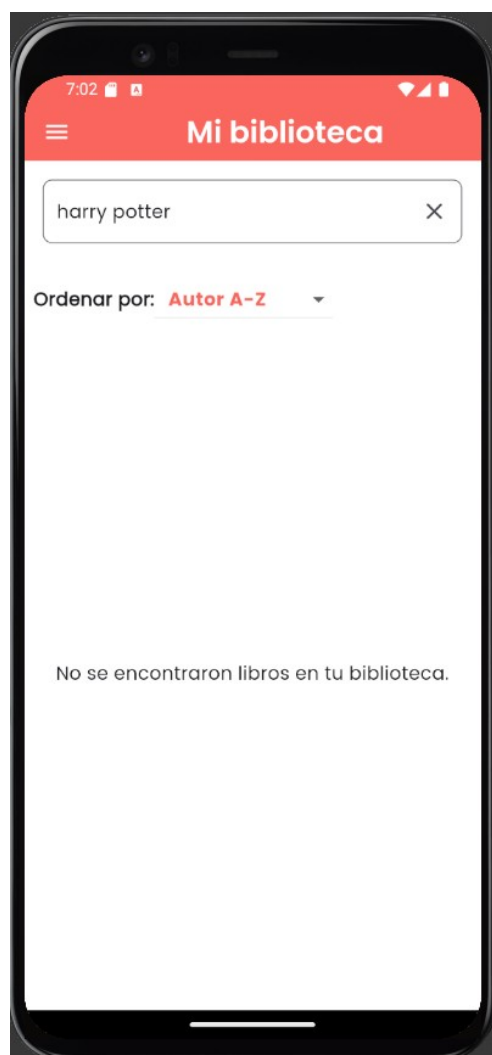 7:02
Mi biblioteca
harry potter
Ordenar por: Autor A-Z
No se encontraron libros en tu biblioteca.